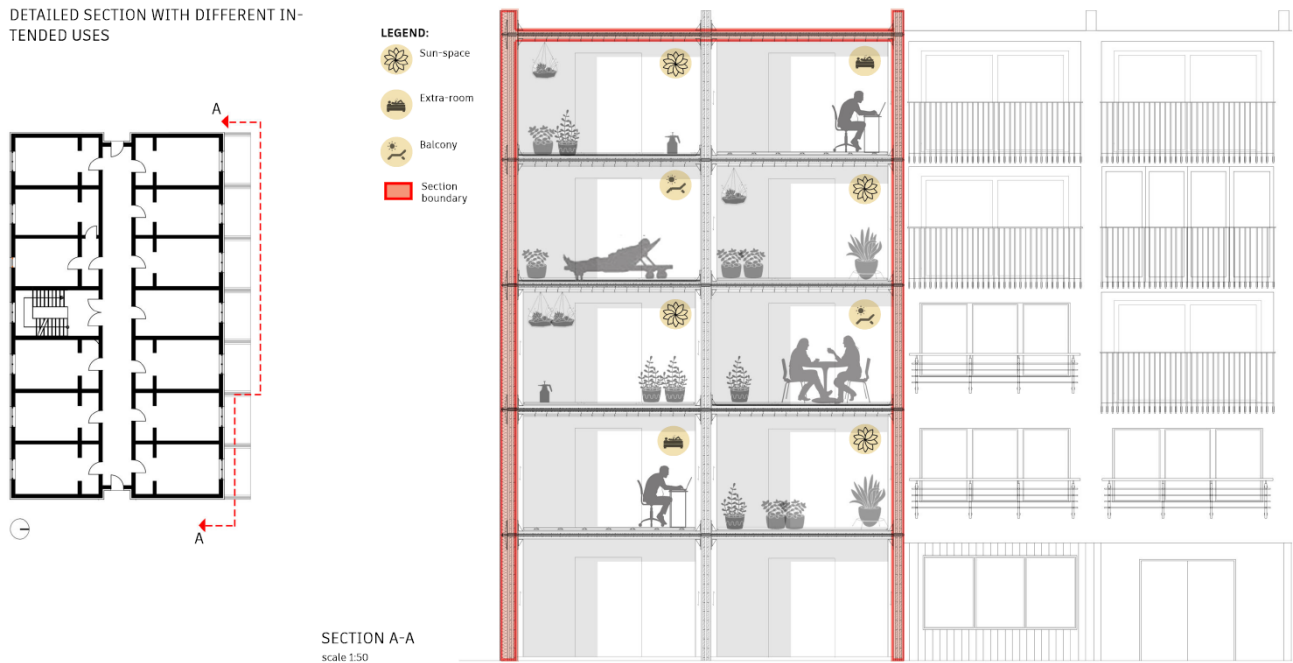 DETAILED SECTION WITH DIFFERENT IN-
TENDED USES
LEGEND:
Sun-space
Extra-room
Balcony
Section
boundary
A
A
SECTION A-A
scale 1:50